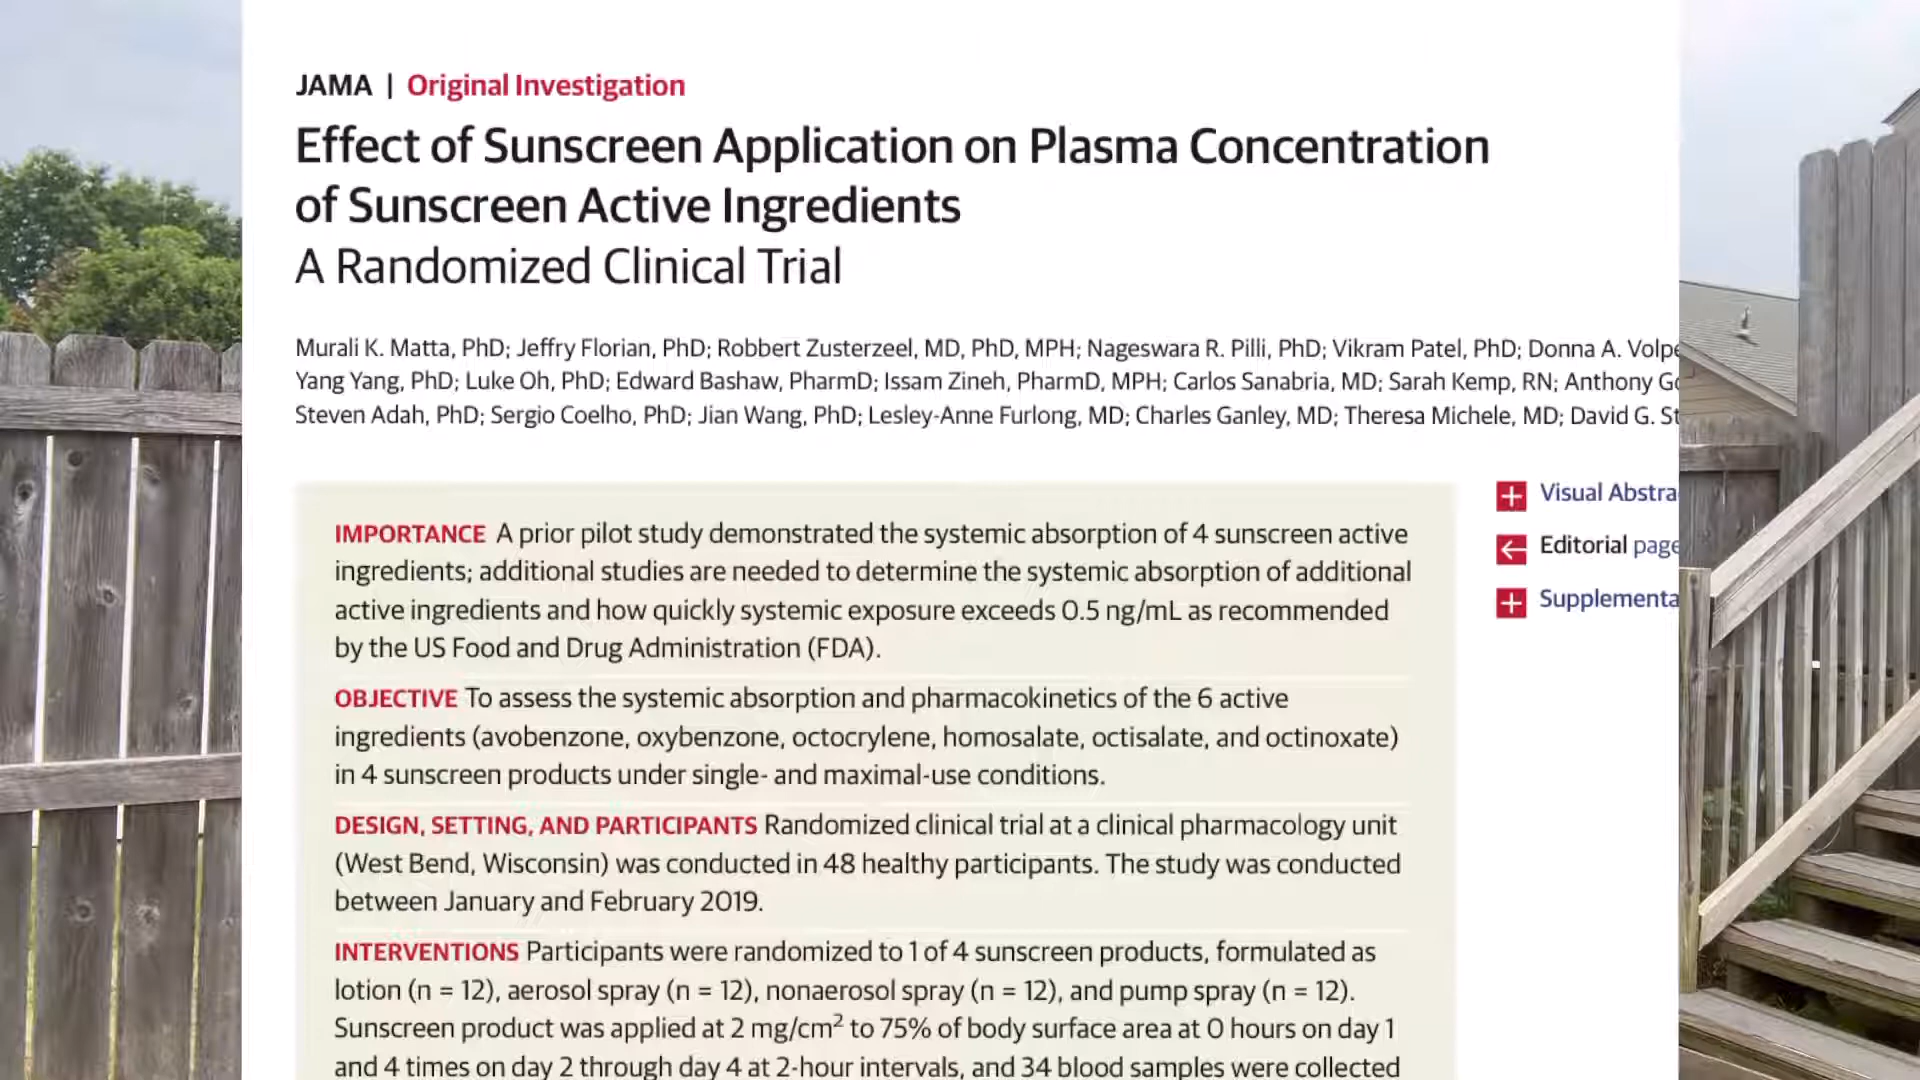 JAMA | Original Investigation
Effect of Sunscreen Application on Plasma Concentration
of Sunscreen Active Ingredients
A Randomized Clinical Trial
Murali K. Matta, PhD; Jeffry Florian, PhD; Robbert Zusterzeel, MD, PhD, MPH; Nageswara R. Pilli, PhD; Vikram Patel, PhD; Donna A. Volpe
Yang Yang, PhD; Luke Oh, PhD; Edward Bashaw, PharmD; Issam Zineh, PharmD, MPH; Carlos Sanabria, MD; Sarah Kemp, RN; Anthony
Steven Adah, PhD; Sergio Coelho, PhD; Jian Wang, PhD; Lesley-Anne Furlong, MD; Charles Ganley, MD; Theresa Michele, MD; David G.
IMPORTANCE A prior pilot study demonstrated the systemic absorption of 4 sunscreen active
ingredients; additional studies are needed to determine the systemic absorption of additional
active ingredients and how quickly systemic exposure exceeds 0.5 ng/mL as recommended
by the US Food and Drug Administration (FDA).
OBJECTIVE To assess the systemic absorption and pharmacokinetics of the 6 active
ingredients (avobenzone, oxybenzone, octocrylene, homosalate, octisalate, and octinoxate)
in 4 sunscreen products under single- and maximal-use conditions.
DESIGN, SETTING, AND PARTICIPANTS Randomized clinical trial at a clinical pharmacology unit
(West Bend, Wisconsin) was conducted in 48 healthy participants. The study was conducted
between January and February 2019.
INTERVENTIONS Participants were randomized to 1 of 4 sunscreen products, formulated as
lotion (n = 12), aerosol spray (n = 12), nonaerosol spray (n = 12), and pump spray (n = 12).
Sunscreen product was applied at 2 mg/cm² to 75% of body surface area at 0 hours on day 1
and 4 times on day 2 through day 4 at 2-hour intervals, and 34 blood samples were collected
Visual Abstra
Editorial page
Supplementa